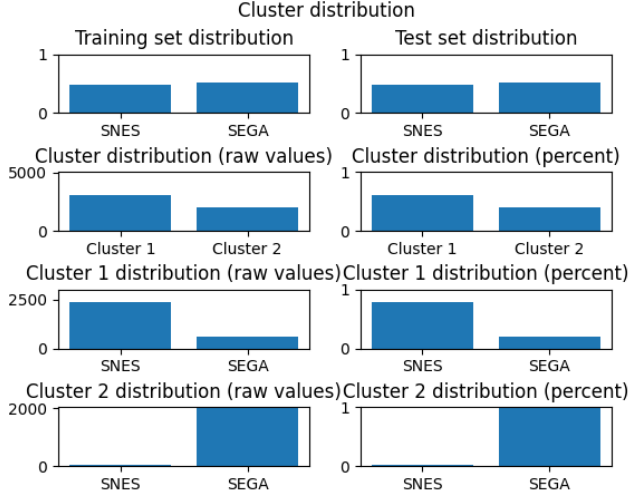 Cluster distribution
Training set distribution
Test set distribution
1
0
SNES
SEGA
1
0
SNES
SEGA
Cluster distribution (raw values)
Cluster distribution (percent)
5000
0
Cluster 1
Cluster 2
1
0
Cluster 1
Cluster 2
Cluster 1 distribution (raw values)
Cluster 1 distribution (percent)
2500
0
SNES
SEGA
1
0
SNES
SEGA
Cluster 2 distribution (raw values)
Cluster 2 distribution (percent)
2000
0
SNES
SEGA
1
0
SNES
SEGA